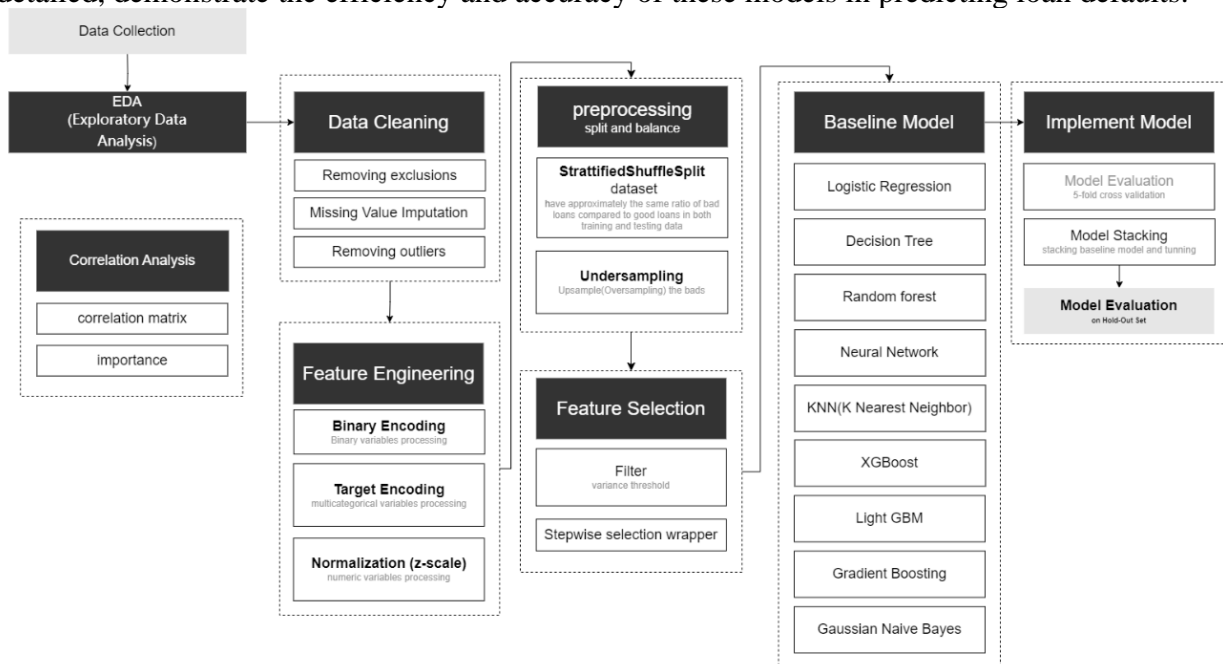 detailed, demonstrate the efficiency and accuracy of these models in predicting loan defaults.
Data Collection
EDA
(Exploratory Data
Analysis)
Correlation Analysis
correlation matrix
importance
Data Cleaning
Removing exclusions
Missing Value Imputation
Removing outliers
Feature Engineering
Binary Encoding
Binary variables processing
Target Encoding
multicategorical variables processing
Normalization (z-scale)
numeric variables processing
preprocessing
split and balance
StrattifiedShuffleSplit
dataset
have approximately the same ratio of bad
loans compared to good loans in both
training and testing data
Undersampling
Upsample(Oversampling) the bads
Feature Selection
Filter
variance threshold
Stepwise selection wrapper
Baseline Model
Logistic Regression
Decision Tree
Random forest
Neural Network
KNN(K Nearest Neighbor)
XGBoost
Light GBM
Gradient Boosting
Gaussian Naive Bayes
Implement Model
Model Evaluation
5-fold cross validation
Model Stacking
stacking baseline model and tunning
Model Evaluation
on Hold-Out Set